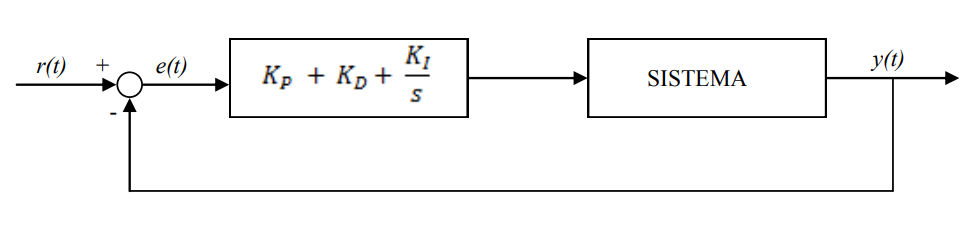 r(t) + e(t) K_P + K_D + K_I/s SISTEMA y(t)
-